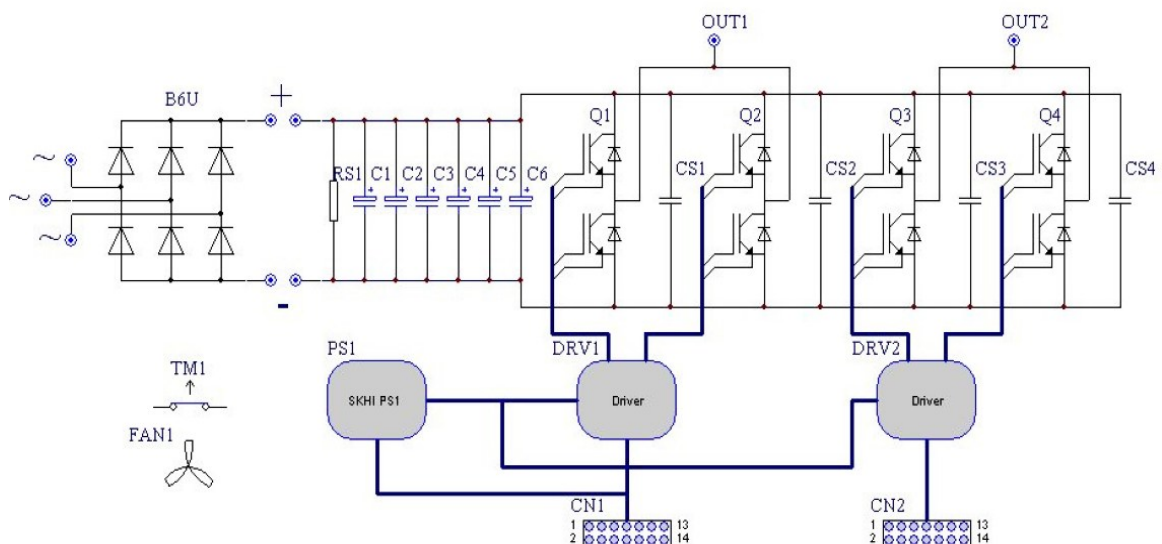 OUT1 OUT2
B6U + Q1 Q2 Q3 Q4
~ RS1 C1 C2 C3 C4 C5 C6 CS1 CS2 CS3 CS4
~
~
-
PS1 DRV1 DRV2
TM1
SKHI PS1 Driver Driver
FAN1
CN1 CN2
1 13 1 13
2 14 2 14